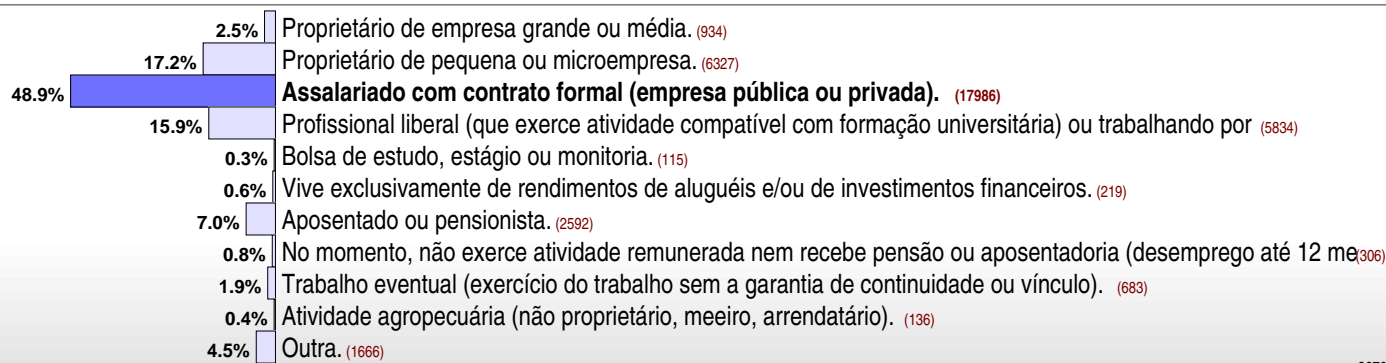 2.5% Proprietário de empresa grande ou média. (934)
17.2% Proprietário de pequena ou microempresa. (6327)
48.9% Assalariado com contrato formal (empresa pública ou privada). (17986)
15.9% Profissional liberal (que exerce atividade compatível com formação universitária) ou trabalhando por (5834)
0.3% Bolsa de estudo, estágio ou monitoria. (115)
0.6% Vive exclusivamente de rendimentos de aluguéis e/ou de investimentos financeiros. (219)
7.0% Aposentado ou pensionista. (2592)
0.8% No momento, não exerce atividade remunerada nem recebe pensão ou aposentadoria (desemprego até 12 me (306)
1.9% Trabalho eventual (exercício do trabalho sem a garantia de continuidade ou vínculo). (683)
0.4% Atividade agropecuária (não proprietário, meeiro, arrendatário). (136)
4.5% Outra. (1666)